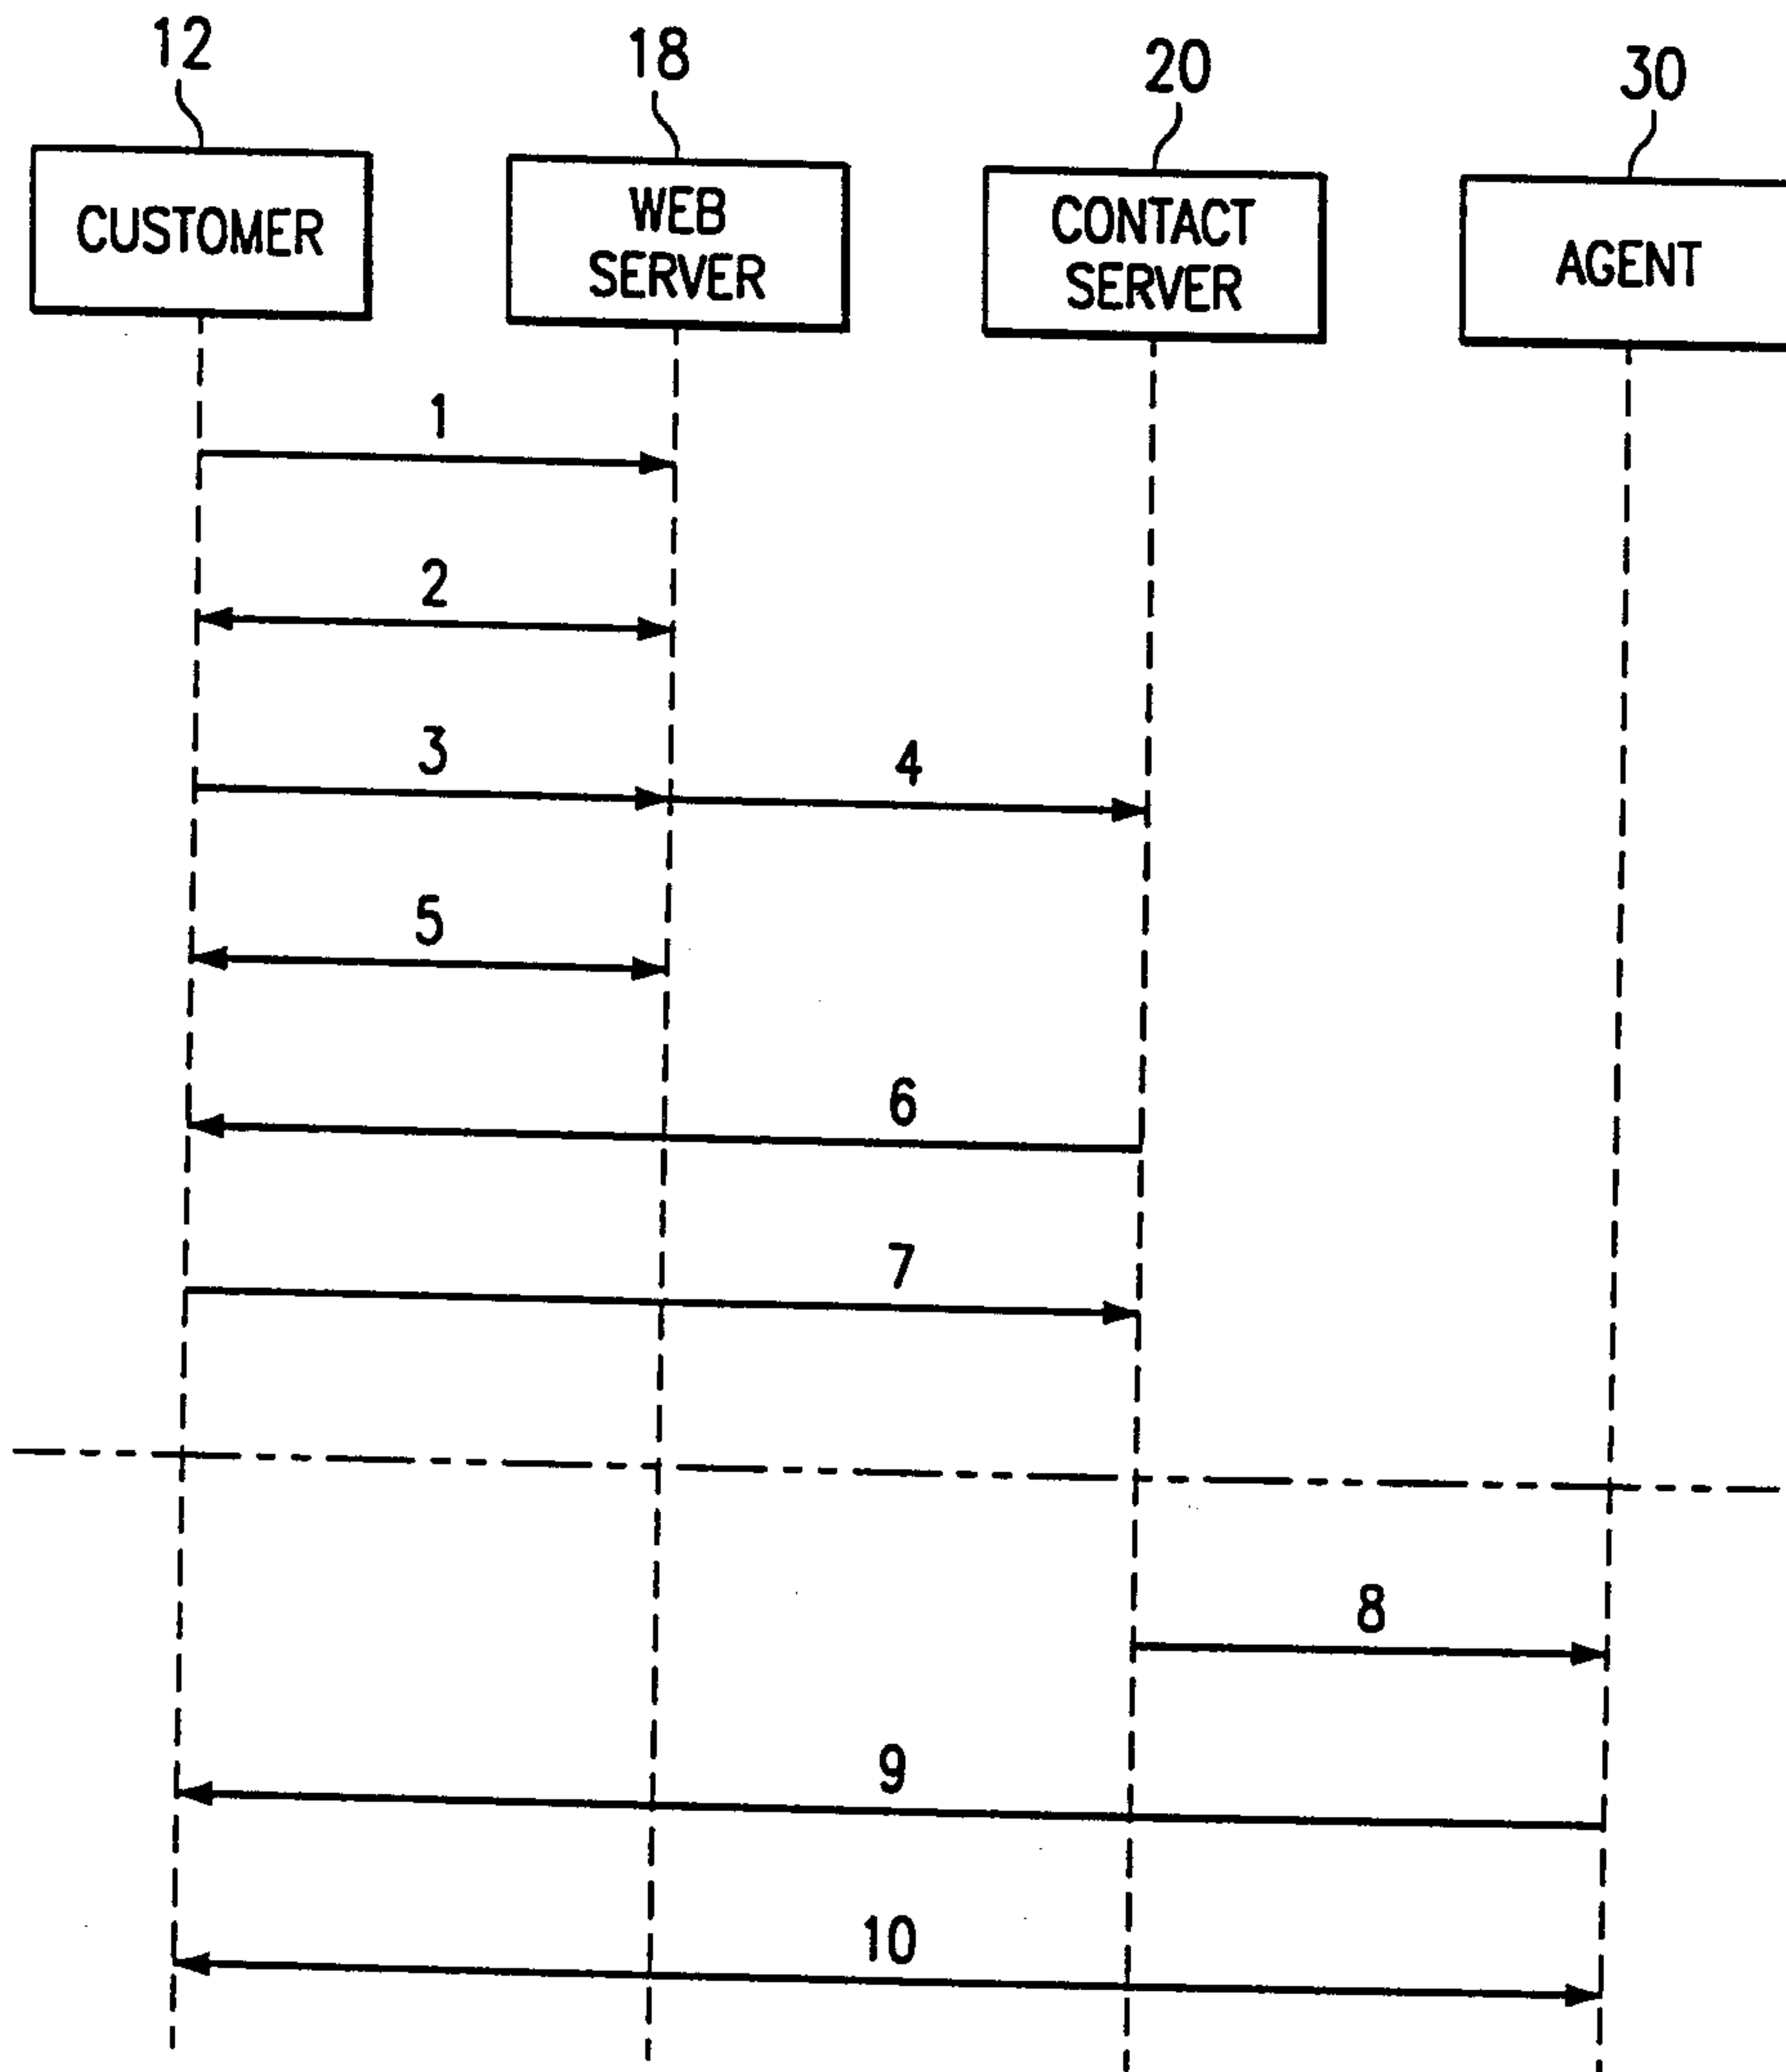 12
18
20
30
CUSTOMER
WEB
SERVER
CONTACT
SERVER
AGENT
1
2
3
4
5
6
7
8
9
10